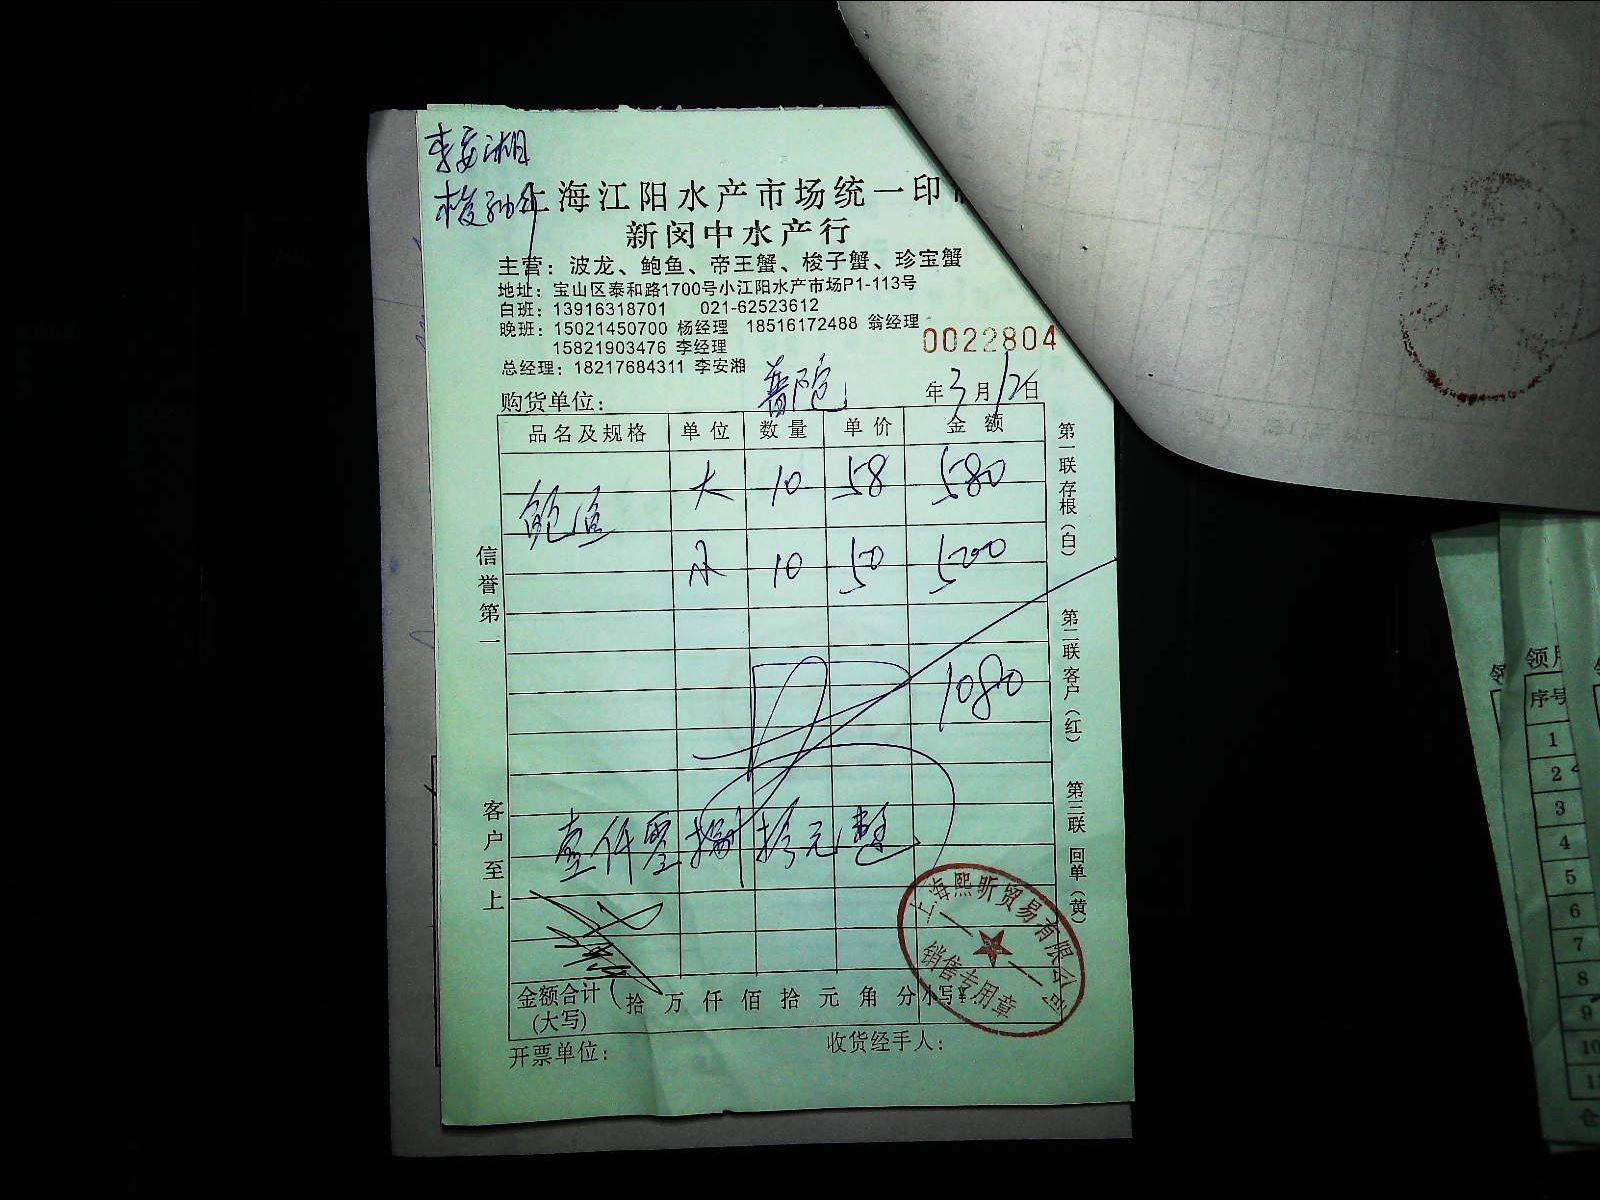 李安湘
上海江阳水产市场统一印
新闵中水产行
主营：波龙、鲍鱼、帝王蟹、梭子蟹、珍宝蟹
地址：宝山区泰和路1700号小江阳水产市场P1-113号
白班：13916318701 021-62523612
晚班：15021450700 杨经理 18516172488 翁经理
15821903476 李经理
总经理：18217684311 李安湘
0022804
购货单位： 普陀 年3月12日
品名及规格 单位 数量 单价 金额
鲍鱼 大 10 58 580
小 10 50 500
1080
壹仟零捌拾元整
金额合计(大写) 拾 万 仟 佰 拾 元 角 分 小写¥
开票单位： 收货经手人：
信誉第一
客户至上
第一联 存根（白）
第二联 客户（红）
第三联 回单（黄）
上海熙昕贸易有限公司
销售专用章
领用
序号
1
2
3
4
5
6
7
8
9
10